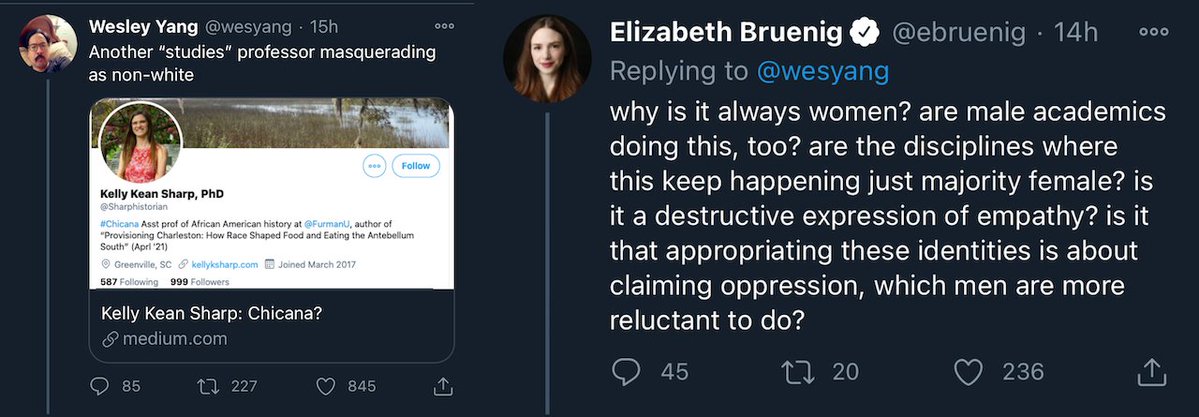 Wesley Yang @wesyang · 15h
Another “studies” professor masquerading
as non-white
Follow
Kelly Kean Sharp, PhD
@Sharphistorian
#Chicana Asst prof of African American history at @FurmanU, author of
"Provisioning Charleston: How Race Shaped Food and Eating the Antebellum
South" (Aprl '21)
Greenville, SC kellyksharp.com Joined March 2017
587 Following 999 Followers
Kelly Kean Sharp: Chicana?
medium.com
85 227 845
Elizabeth Bruenig @ebruenig · 14h
Replying to @wesyang
why is it always women? are male academics
doing this, too? are the disciplines where
this keep happening just majority female? is
it a destructive expression of empathy? is it
that appropriating these identities is about
claiming oppression, which men are more
reluctant to do?
45 20 236